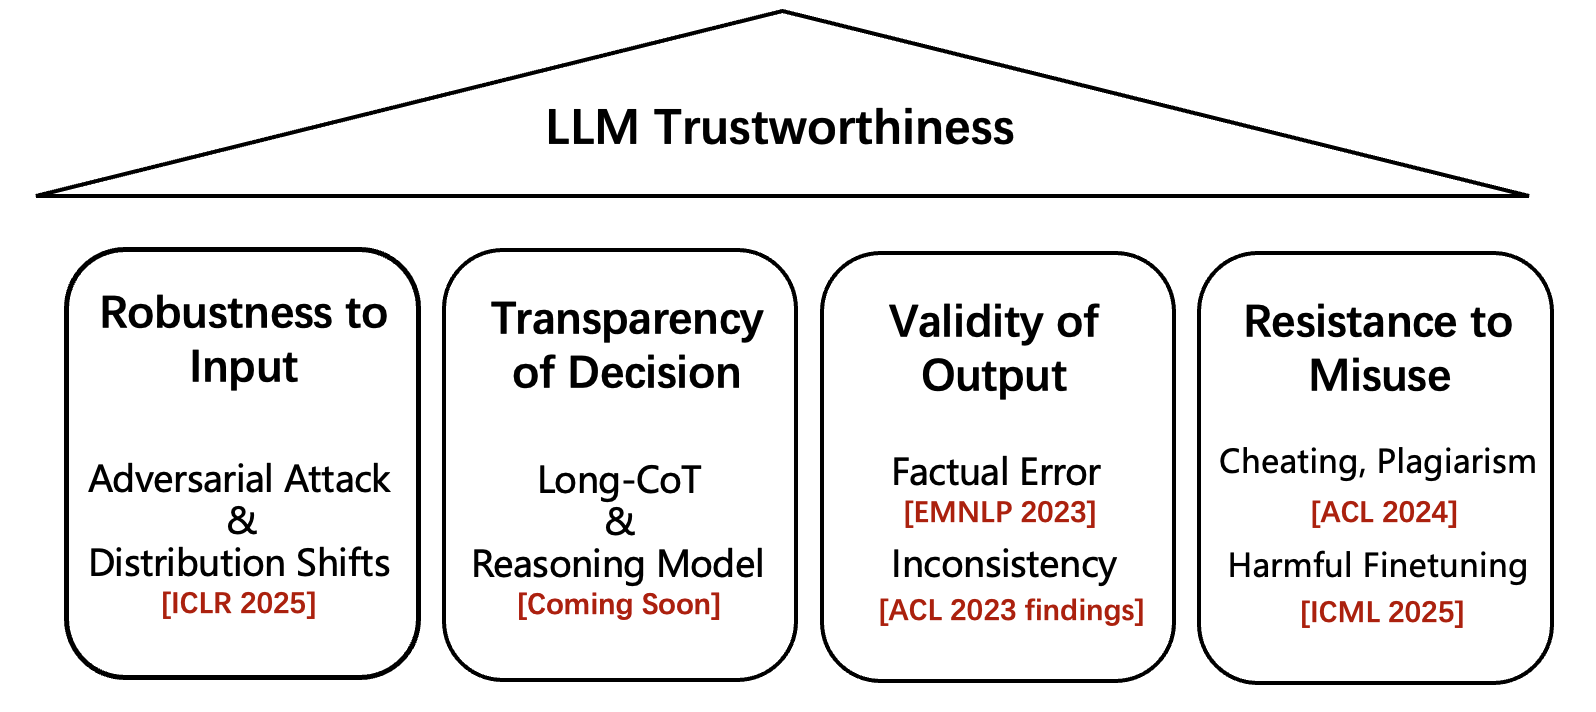 LLM Trustworthiness
Robustness to
Input
Adversarial Attack
&
Distribution Shifts
[ICLR 2025]
Transparency
of Decision
Long-CoT
&
Reasoning Model
[Coming Soon]
Validity of
Output
Factual Error
[EMNLP 2023]
Inconsistency
[ACL 2023 findings]
Resistance to
Misuse
Cheating, Plagiarism
[ACL 2024]
Harmful Finetuning
[ICML 2025]